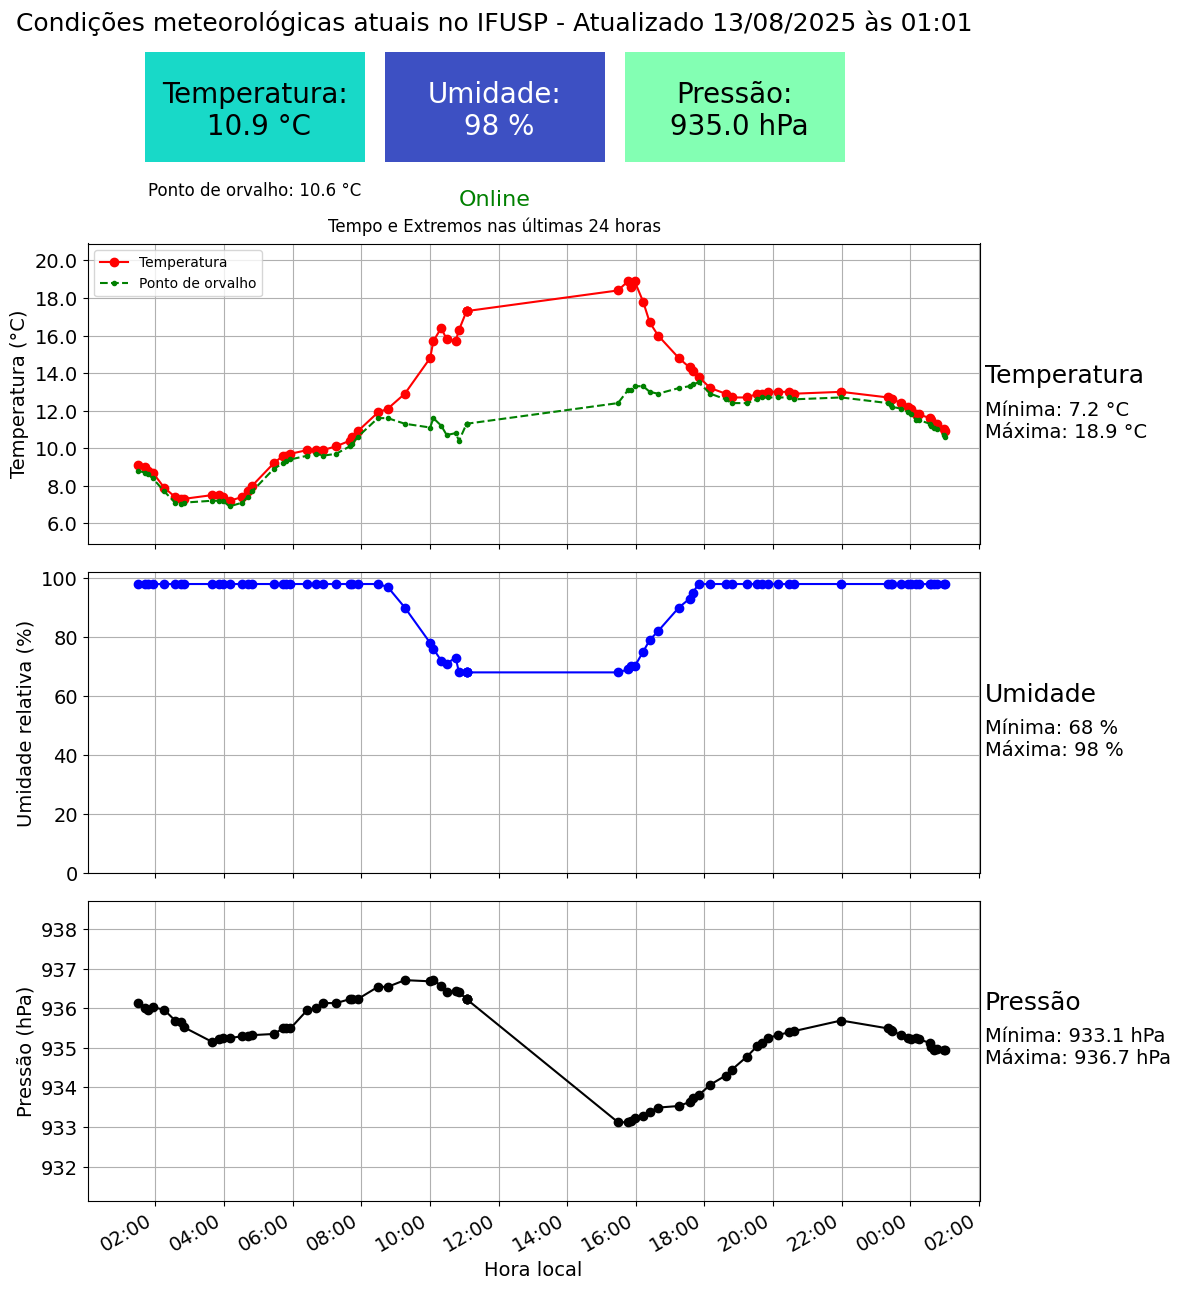 Condições meteorológicas atuais no IFUSP - Atualizado 13/08/2025 às 01:01
Temperatura:
10.9 °C
Umidade:
98 %
Pressão:
935.0 hPa
Ponto de orvalho: 10.6 °C
Online
Tempo e Extremos nas últimas 24 horas
Temperatura (°C)
20.0
18.0
16.0
14.0
12.0
10.0
8.0
6.0
Temperatura
Ponto de orvalho
Temperatura
Mínima: 7.2 °C
Máxima: 18.9 °C
Umidade relativa (%)
100
80
60
40
20
0
Umidade
Mínima: 68 %
Máxima: 98 %
Pressão (hPa)
938
937
936
935
934
933
932
Pressão
Mínima: 933.1 hPa
Máxima: 936.7 hPa
02:00 04:00 06:00 08:00 10:00 12:00 14:00 16:00 18:00 20:00 22:00 00:00 02:00
Hora local